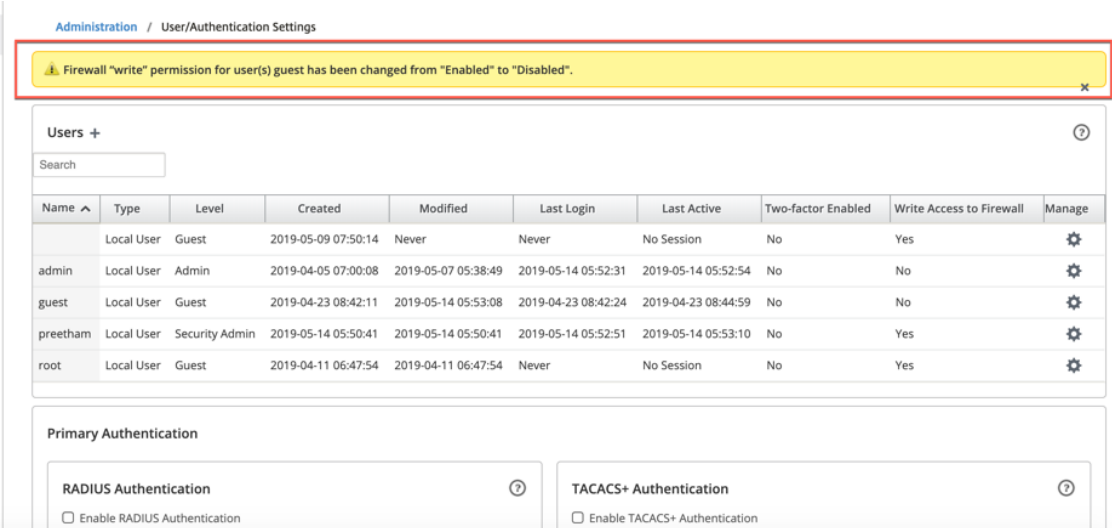 Administration / User/Authentication Settings
Firewall “write” permission for user(s) guest has been changed from "Enabled" to "Disabled".
×
Users + ?
Search
Name Type Level Created Modified Last Login Last Active Two-factor Enabled Write Access to Firewall Manage
Local User Guest 2019-05-09 07:50:14 Never Never No Session No Yes
admin Local User Admin 2019-04-05 07:00:08 2019-05-07 05:38:49 2019-05-14 05:52:31 2019-05-14 05:52:54 No No
guest Local User Guest 2019-04-23 08:42:11 2019-05-14 05:53:08 2019-04-23 08:42:24 2019-04-23 08:44:59 No No
preetham Local User Security Admin 2019-05-14 05:50:41 2019-05-14 05:50:41 2019-05-14 05:52:51 2019-05-14 05:53:10 No Yes
root Local User Guest 2019-04-11 06:47:54 2019-04-11 06:47:54 Never No Session No Yes
Primary Authentication
RADIUS Authentication ? TACACS+ Authentication ?
Enable RADIUS Authentication Enable TACACS+ Authentication